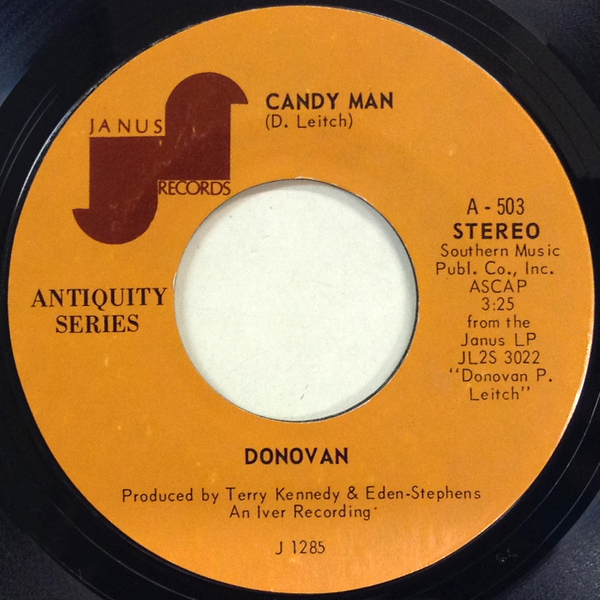 JANUS
RECORDS
CANDY MAN
(D. Leitch)
ANTIQUITY
SERIES
A - 503
STEREO
Southern Music
Publ. Co., Inc.
ASCAP
3:25
from the
Janus LP
JL2S 3022
"Donovan P.
Leitch"
DONOVAN
Produced by Terry Kennedy & Eden-Stephens
An Iver Recording
J 1285